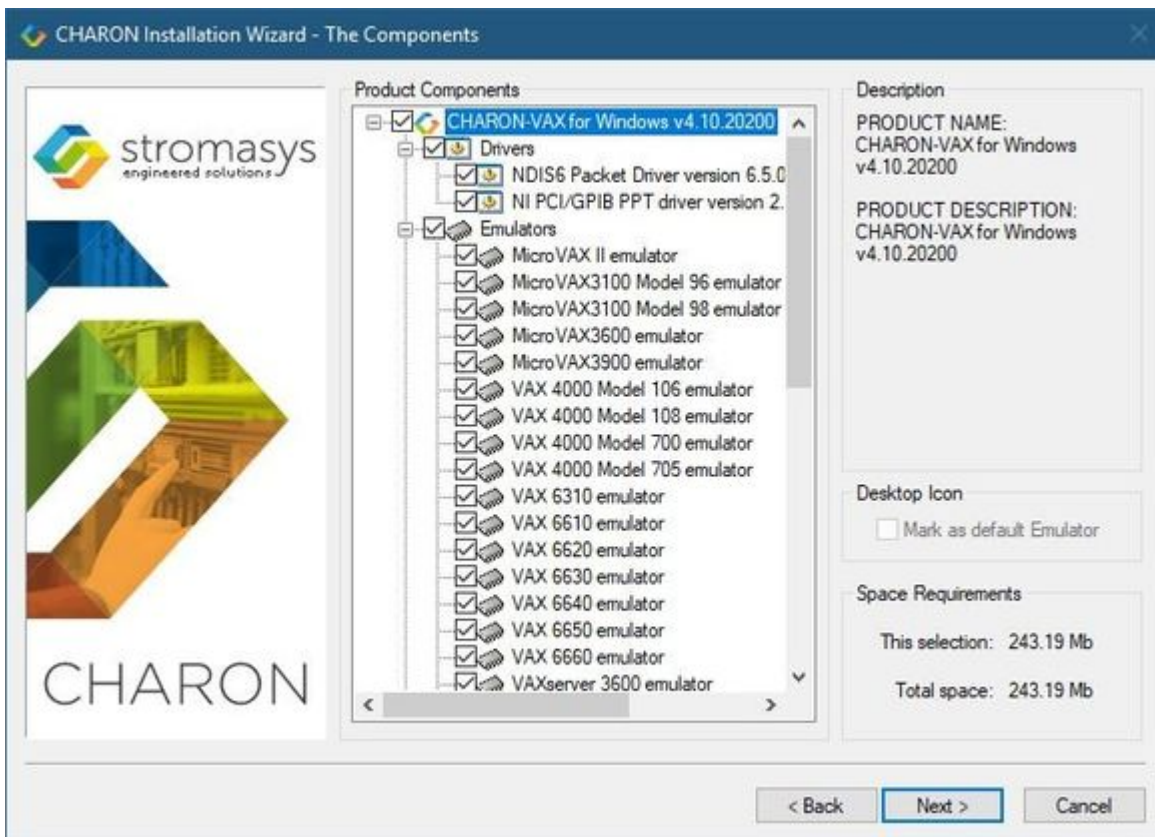 CHARON Installation Wizard - The Components
stromasys
engineered solutions
CHARON
Product Components
CHARON-VAX for Windows v4.10.20200
Drivers
NDIS6 Packet Driver version 6.5.0
NI PCI/GPIB PPT driver version 2.
Emulators
MicroVAX II emulator
MicroVAX3100 Model 96 emulator
MicroVAX3100 Model 98 emulator
MicroVAX3600 emulator
MicroVAX3900 emulator
VAX 4000 Model 106 emulator
VAX 4000 Model 108 emulator
VAX 4000 Model 700 emulator
VAX 4000 Model 705 emulator
VAX 6310 emulator
VAX 6610 emulator
VAX 6620 emulator
VAX 6630 emulator
VAX 6640 emulator
VAX 6650 emulator
VAX 6660 emulator
VAXserver 3600 emulator
Description
PRODUCT NAME:
CHARON-VAX for Windows
v4.10.20200
PRODUCT DESCRIPTION:
CHARON-VAX for Windows
v4.10.20200
Desktop Icon
Mark as default Emulator
Space Requirements
This selection: 243.19 Mb
Total space: 243.19 Mb
< Back
Next >
Cancel